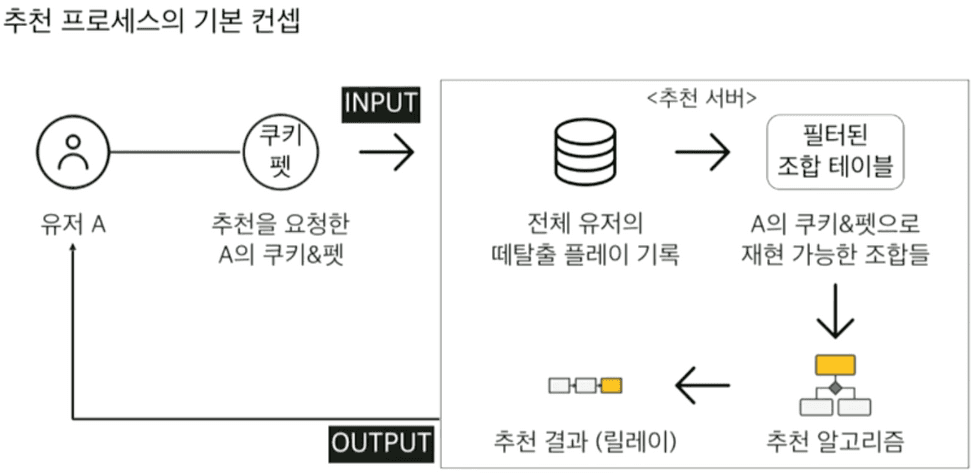 추천 프로세스의 기본 컨셉
INPUT
<추천 서버>
쿠키
펫
필터된
조합 테이블
유저 A
추천을 요청한
A의 쿠키&펫
전체 유저의
떼탈출 플레이 기록
A의 쿠키&펫으로
재현 가능한 조합들
추천 결과 (릴레이)
추천 알고리즘
OUTPUT